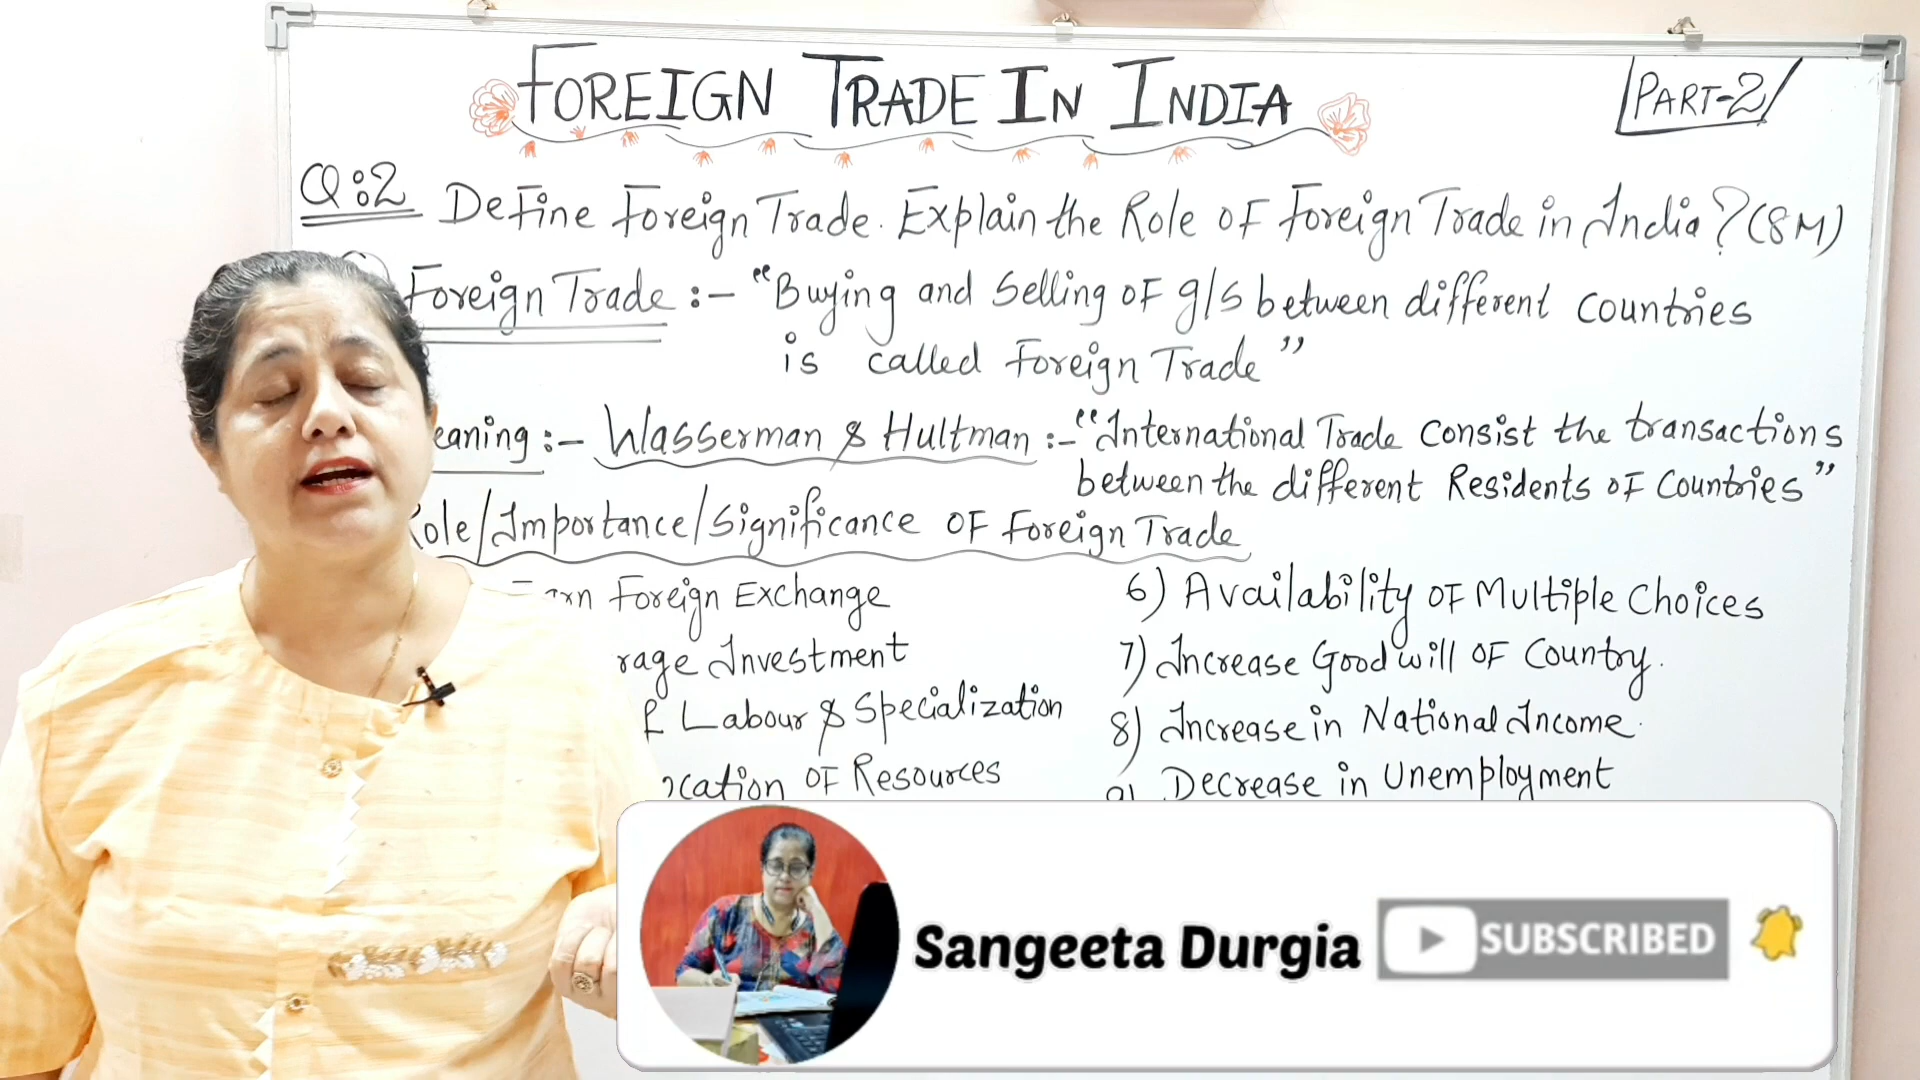 FOREIGN TRADE IN INDIA
PART-2
Q:2 Define Foreign Trade. Explain the Role of Foreign Trade in India? (8M)
Foreign Trade :- "Buying and Selling of g/s between different countries
is called Foreign Trade"
eaning :- Wasserman & Hultman :- "International Trade consist the transactions
between the different Residents of Countries"
ole/Importance/Significance of Foreign Trade
rn Foreign Exchange
rage Investment
f Labour & Specialization
cation of Resources
6) Availability of Multiple Choices
7) Increase Goodwill of Country.
8) Increase in National Income.
9) Decrease in Unemployment
Sangeeta Durgia
SUBSCRIBED